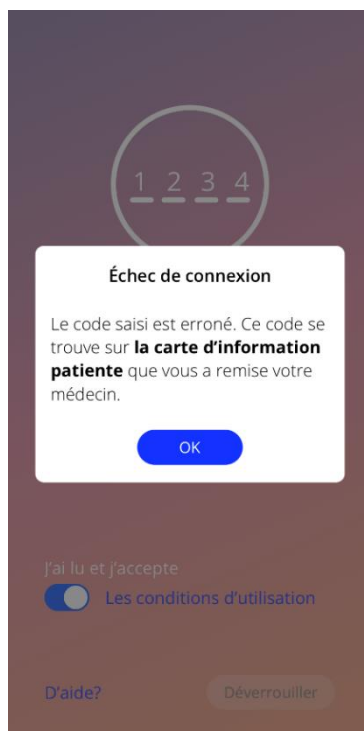 1 2 3 4
Échec de connexion
Le code saisi est erroné. Ce code se
trouve sur la carte d’information
patiente que vous a remise votre
médecin.
OK
J’ai lu et j’accepte
Les conditions d’utilisation
D’aide?
Déverrouiller